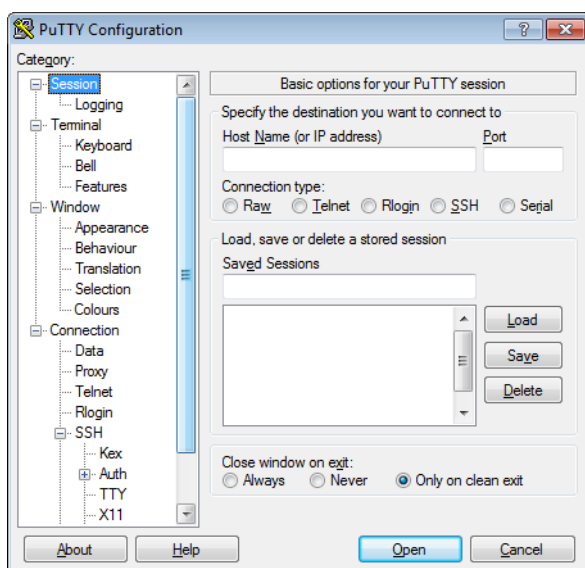 PuTTY Configuration
Category:
Session
Logging
Terminal
Keyboard
Bell
Features
Window
Appearance
Behaviour
Translation
Selection
Colours
Connection
Data
Proxy
Telnet
Rlogin
SSH
Kex
Auth
TTY
X11
Basic options for your PuTTY session
Specify the destination you want to connect to
Host Name (or IP address) Port
Connection type:
Raw Telnet Rlogin SSH Serial
Load, save or delete a stored session
Saved Sessions
Load
Save
Delete
Close window on exit:
Always Never Only on clean exit
About Help Open Cancel